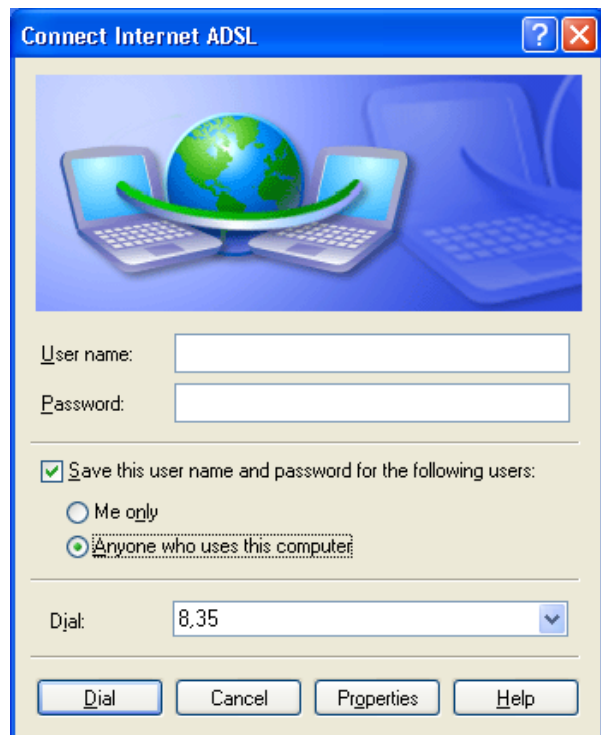 Connect Internet ADSL
User name:
Password:
Save this user name and password for the following users:
Me only
Anyone who uses this computer
Dial:
8,35
Dial
Cancel
Properties
Help